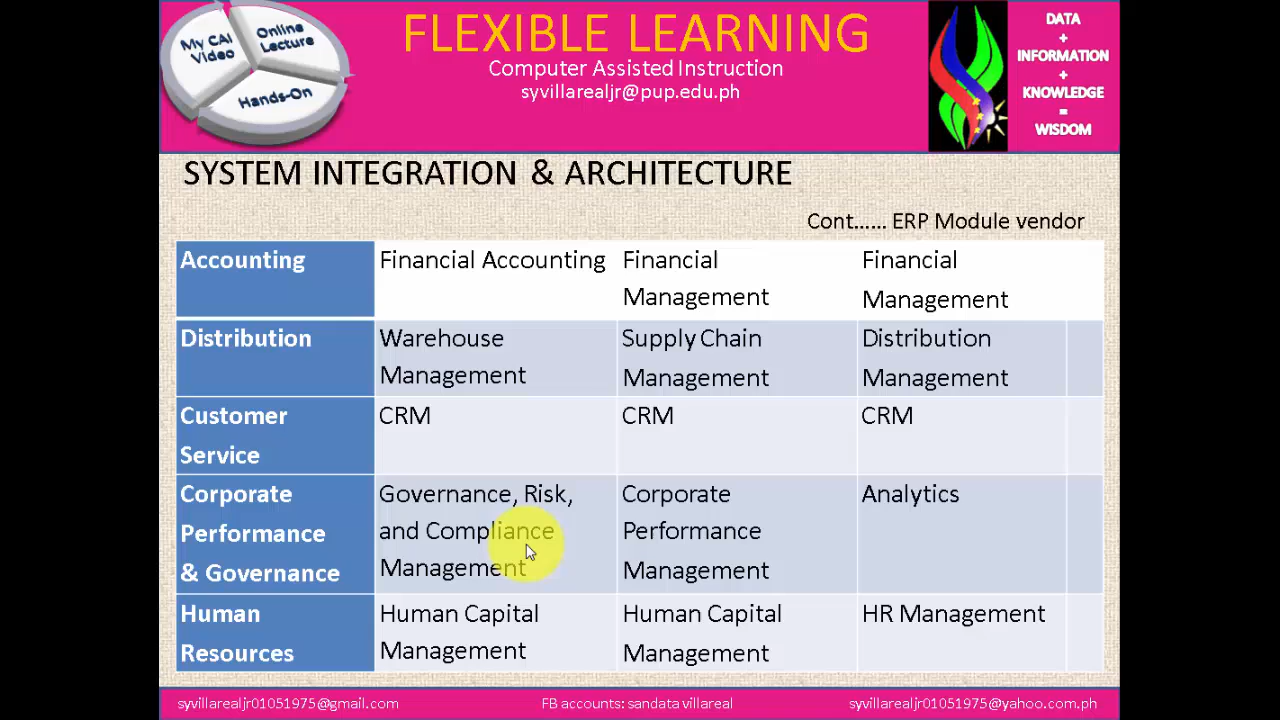 My CAI
Video
Online
Lecture
Hands-On
FLEXIBLE LEARNING
Computer Assisted Instruction
syvillarealjr@pup.edu.ph
DATA
+
INFORMATION
+
KNOWLEDGE
=
WISDOM
SYSTEM INTEGRATION & ARCHITECTURE
Cont...... ERP Module vendor
Accounting
Financial Accounting
Financial
Management
Financial
Management
Distribution
Warehouse
Management
Supply Chain
Management
Distribution
Management
Customer
Service
CRM
CRM
CRM
Corporate
Performance
& Governance
Governance, Risk,
and Compliance
Management
Corporate
Performance
Management
Analytics
Human
Resources
Human Capital
Management
Human Capital
Management
HR Management
syvillarealjr01051975@gmail.com
FB accounts: sandata villareal
syvillarealjr01051975@yahoo.com.ph